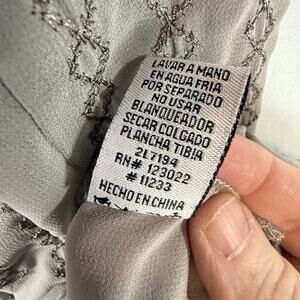 LAVAR A MANO
EN AGUA FRIA
POR SEPARADO
NO USAR
BLANQUEADOR
SECAR COLGADO
PLANCHA TIBIA
2L7194
RN# 123022
# 11233
HECHO EN CHINA